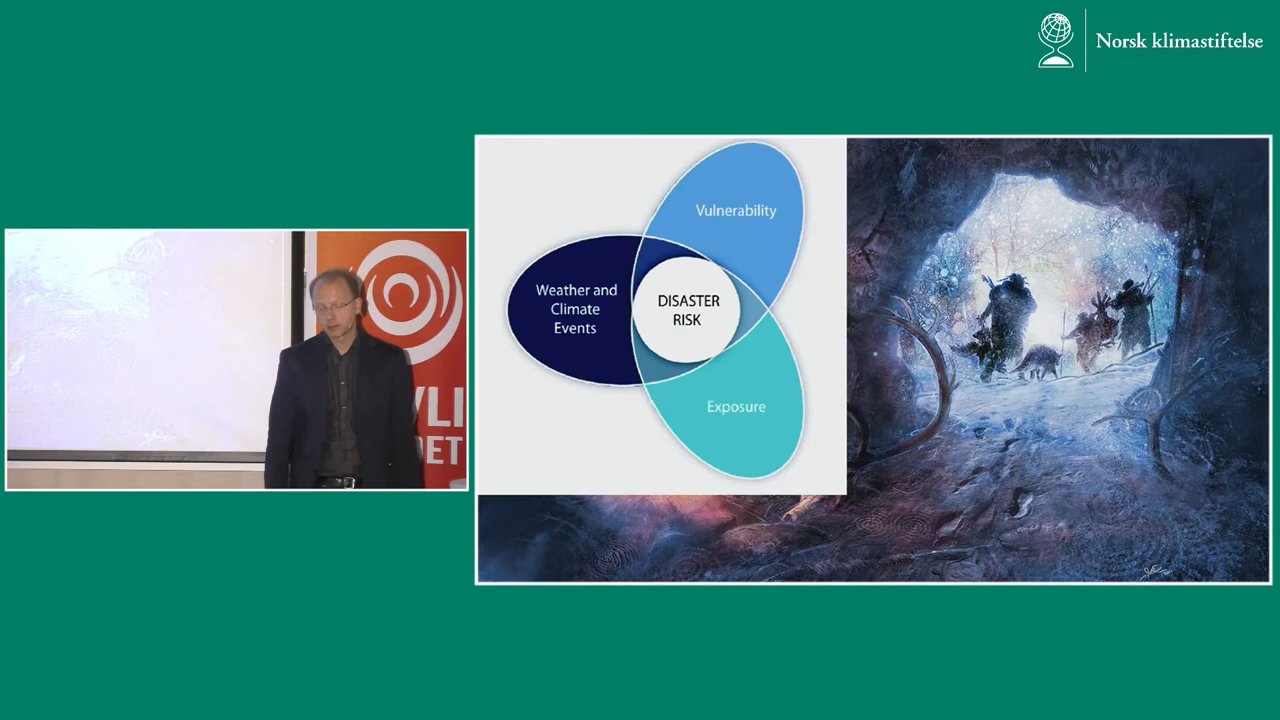 Norsk klimastiftelse
Vulnerability
Weather and
Climate
Events
DISASTER
RISK
Exposure